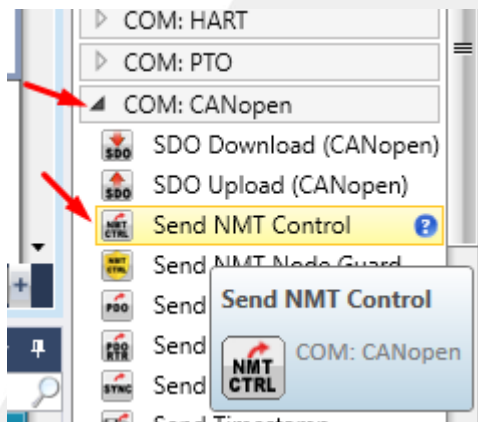 COM: HART
COM: PTO
COM: CANopen
SDO
SDO Download (CANopen)
SDO
SDO Upload (CANopen)
NMT
CTRL
Send NMT Control
?
NMT
CTRL
Send NMT Node Guard
PDO
Send
Send NMT Control
PDO
RTR
Send
NMT
CTRL
COM: CANopen
SYNC
Send
Send Timestamp